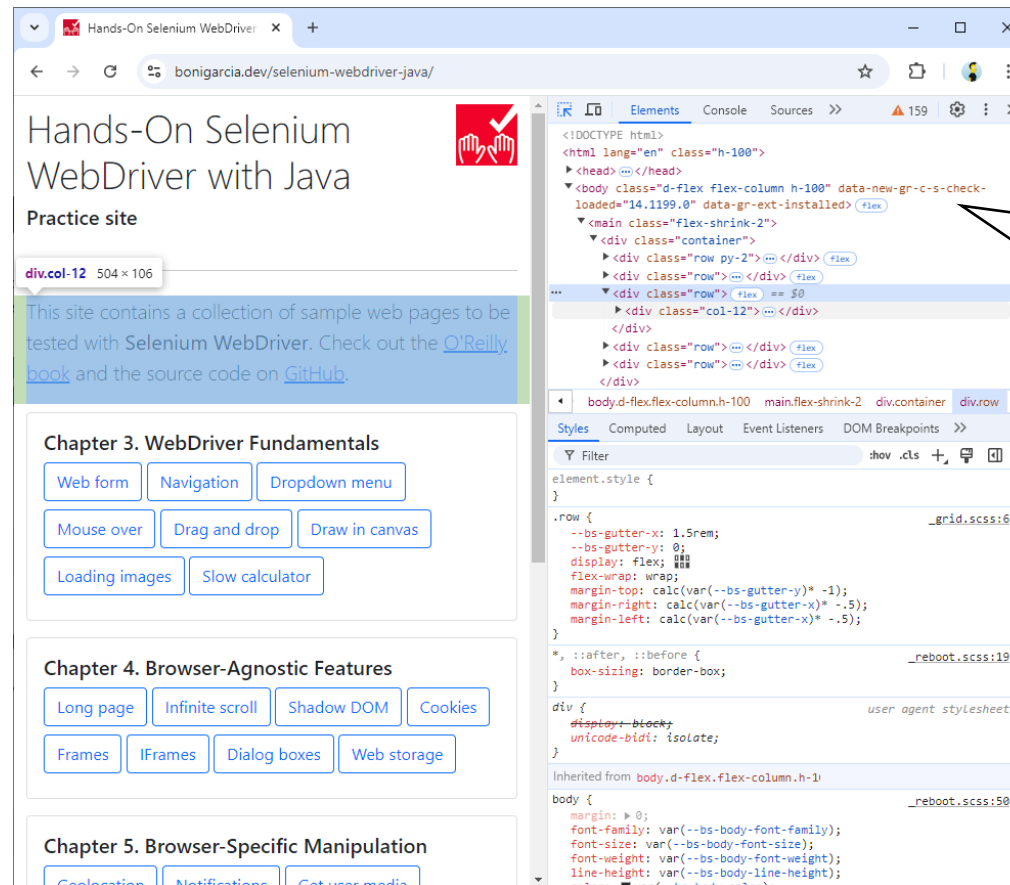 Hands-On Selenium WebDriver
bonigarcia.dev/selenium-webdriver-java/
Hands-On Selenium
WebDriver with Java
Practice site
div.col-12 504 × 106
This site contains a collection of sample web pages to be
tested with Selenium WebDriver. Check out the O'Reilly
book and the source code on GitHub.
Chapter 3. WebDriver Fundamentals
Web form Navigation Dropdown menu
Mouse over Drag and drop Draw in canvas
Loading images Slow calculator
Chapter 4. Browser-Agnostic Features
Long page Infinite scroll Shadow DOM Cookies
Frames IFrames Dialog boxes Web storage
Chapter 5. Browser-Specific Manipulation
Geolocation Notifications Get user media
Elements Console Sources 159
<!DOCTYPE html>
<html lang="en" class="h-100">
<head> … </head>
<body class="d-flex flex-column h-100" data-new-gr-c-s-check-
loaded="14.1199.0" data-gr-ext-installed> flex
<main class="flex-shrink-2">
<div class="container">
<div class="row py-2"> … </div> flex
<div class="row"> … </div> flex
<div class="row"> flex == $0
<div class="col-12"> … </div>
</div>
<div class="row"> … </div> flex
<div class="row"> … </div> flex
</div>
body.d-flex.flex-column.h-100 main.flex-shrink-2 div.container div.row
Styles Computed Layout Event Listeners DOM Breakpoints
Filter :hov .cls
element.style {
}
.row { _grid.scss:6
--bs-gutter-x: 1.5rem;
--bs-gutter-y: 0;
display: flex;
flex-wrap: wrap;
margin-top: calc(var(--bs-gutter-y)* -1);
margin-right: calc(var(--bs-gutter-x)* -.5);
margin-left: calc(var(--bs-gutter-x)* -.5);
}
*, ::after, ::before { _reboot.scss:19
box-sizing: border-box;
}
div { user agent stylesheet
display: block;
unicode-bidi: isolate;
}
Inherited from body.d-flex.flex-column.h-1
body { _reboot.scss:50
margin: 0;
font-family: var(--bs-body-font-family);
font-size: var(--bs-body-font-size);
font-weight: var(--bs-body-font-weight);
line-height: var(--bs-body-line-height);